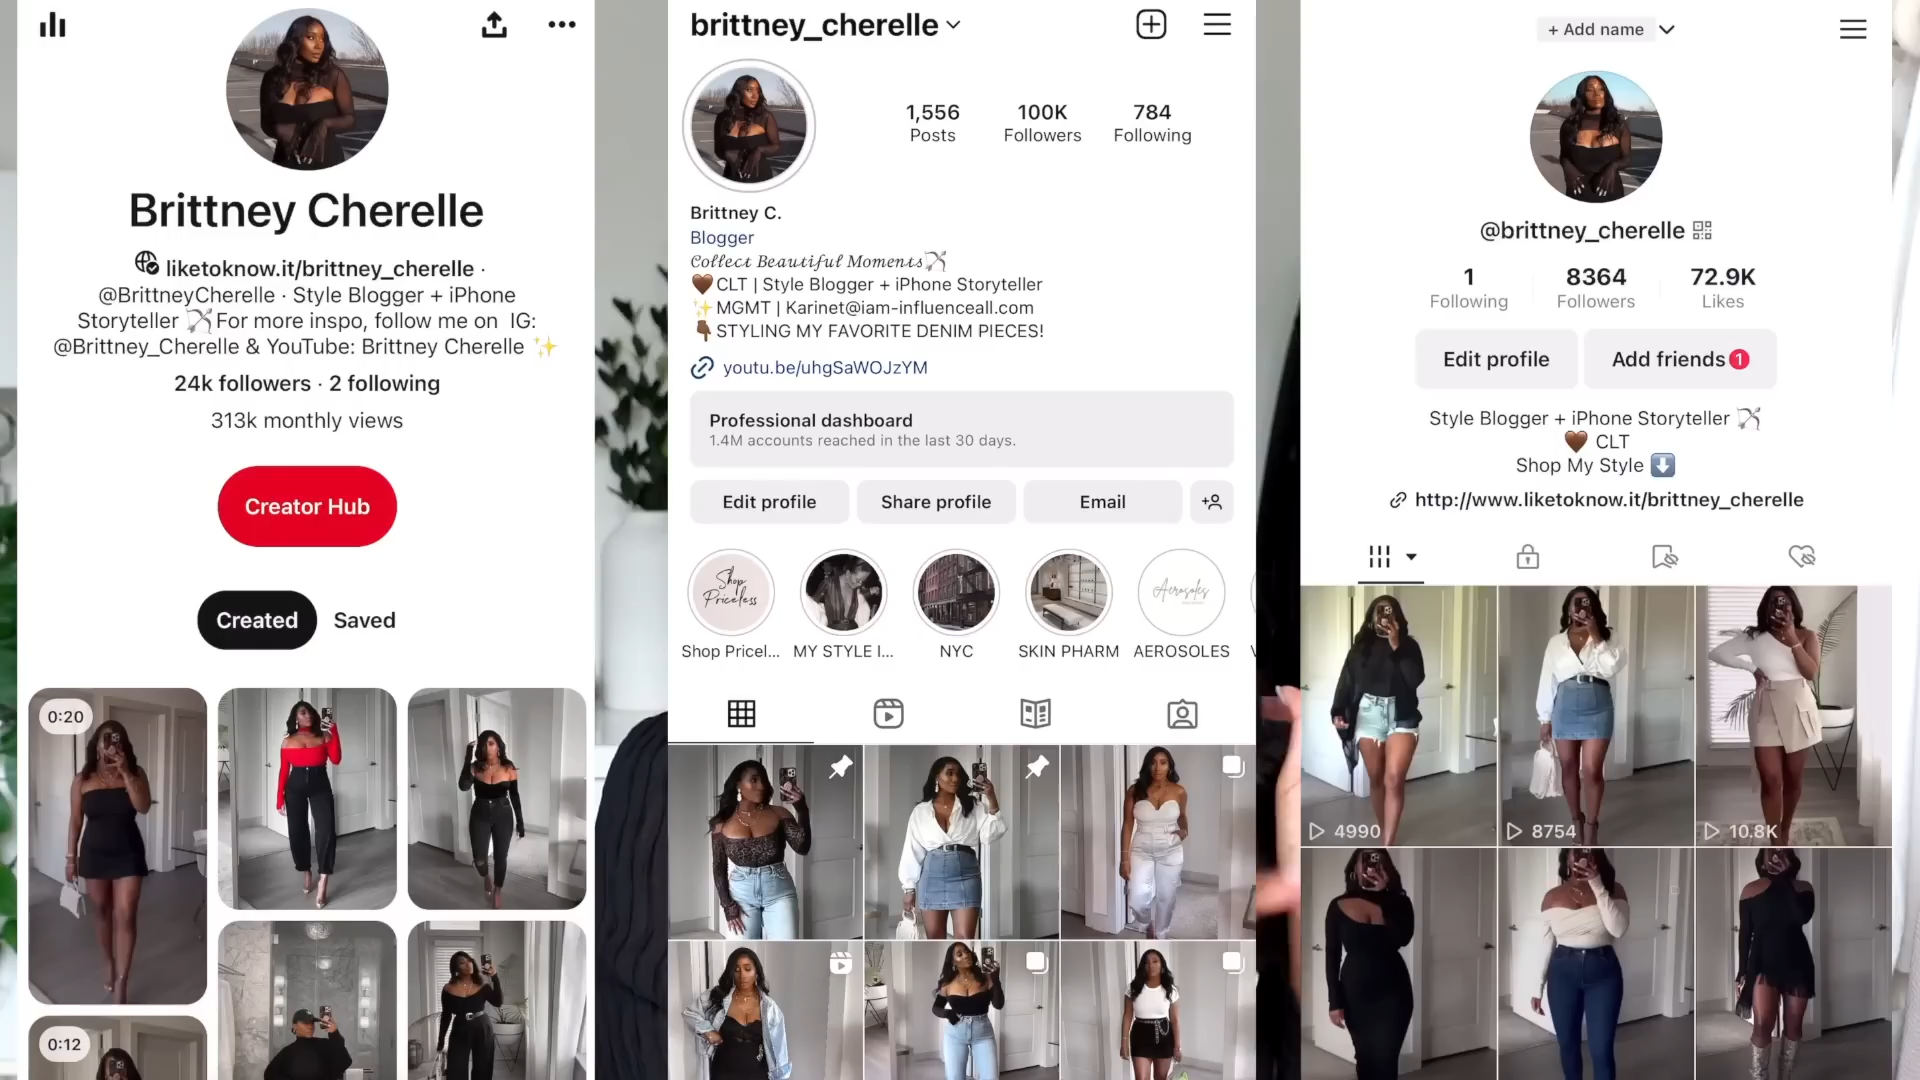 Brittney Cherelle
liketoknow.it/brittney_cherelle ·
@BrittneyCherelle · Style Blogger + iPhone
Storyteller 🏹For more inspo, follow me on IG:
@Brittney_Cherelle & YouTube: Brittney Cherelle ✨
24k followers · 2 following
313k monthly views
Creator Hub
Created
Saved
0:20
0:12
brittney_cherelle
1,556
Posts
100K
Followers
784
Following
Brittney C.
Blogger
𝓒𝓸𝓵𝓵𝓮𝓬𝓽 𝓑𝓮𝓪𝓾𝓽𝓲𝓯𝓾𝓵 𝓜𝓸𝓶𝓮𝓷𝓽𝓼🏹
🤎CLT | Style Blogger + iPhone Storyteller
✨MGMT | Karinet@iam-influenceall.com
👇🏾STYLING MY FAVORITE DENIM PIECES!
youtu.be/uhgSaWOJzYM
Professional dashboard
1.4M accounts reached in the last 30 days.
Edit profile
Share profile
Email
Shop
Priceless
Aerosoles
Shop Pricel...
MY STYLE I...
NYC
SKIN PHARM
AEROSOLES
+ Add name
@brittney_cherelle
1
Following
8364
Followers
72.9K
Likes
Edit profile
Add friends 1
Style Blogger + iPhone Storyteller 🏹
🤎 CLT
Shop My Style ⬇️
http://www.liketoknow.it/brittney_cherelle
4990
8754
10.8K